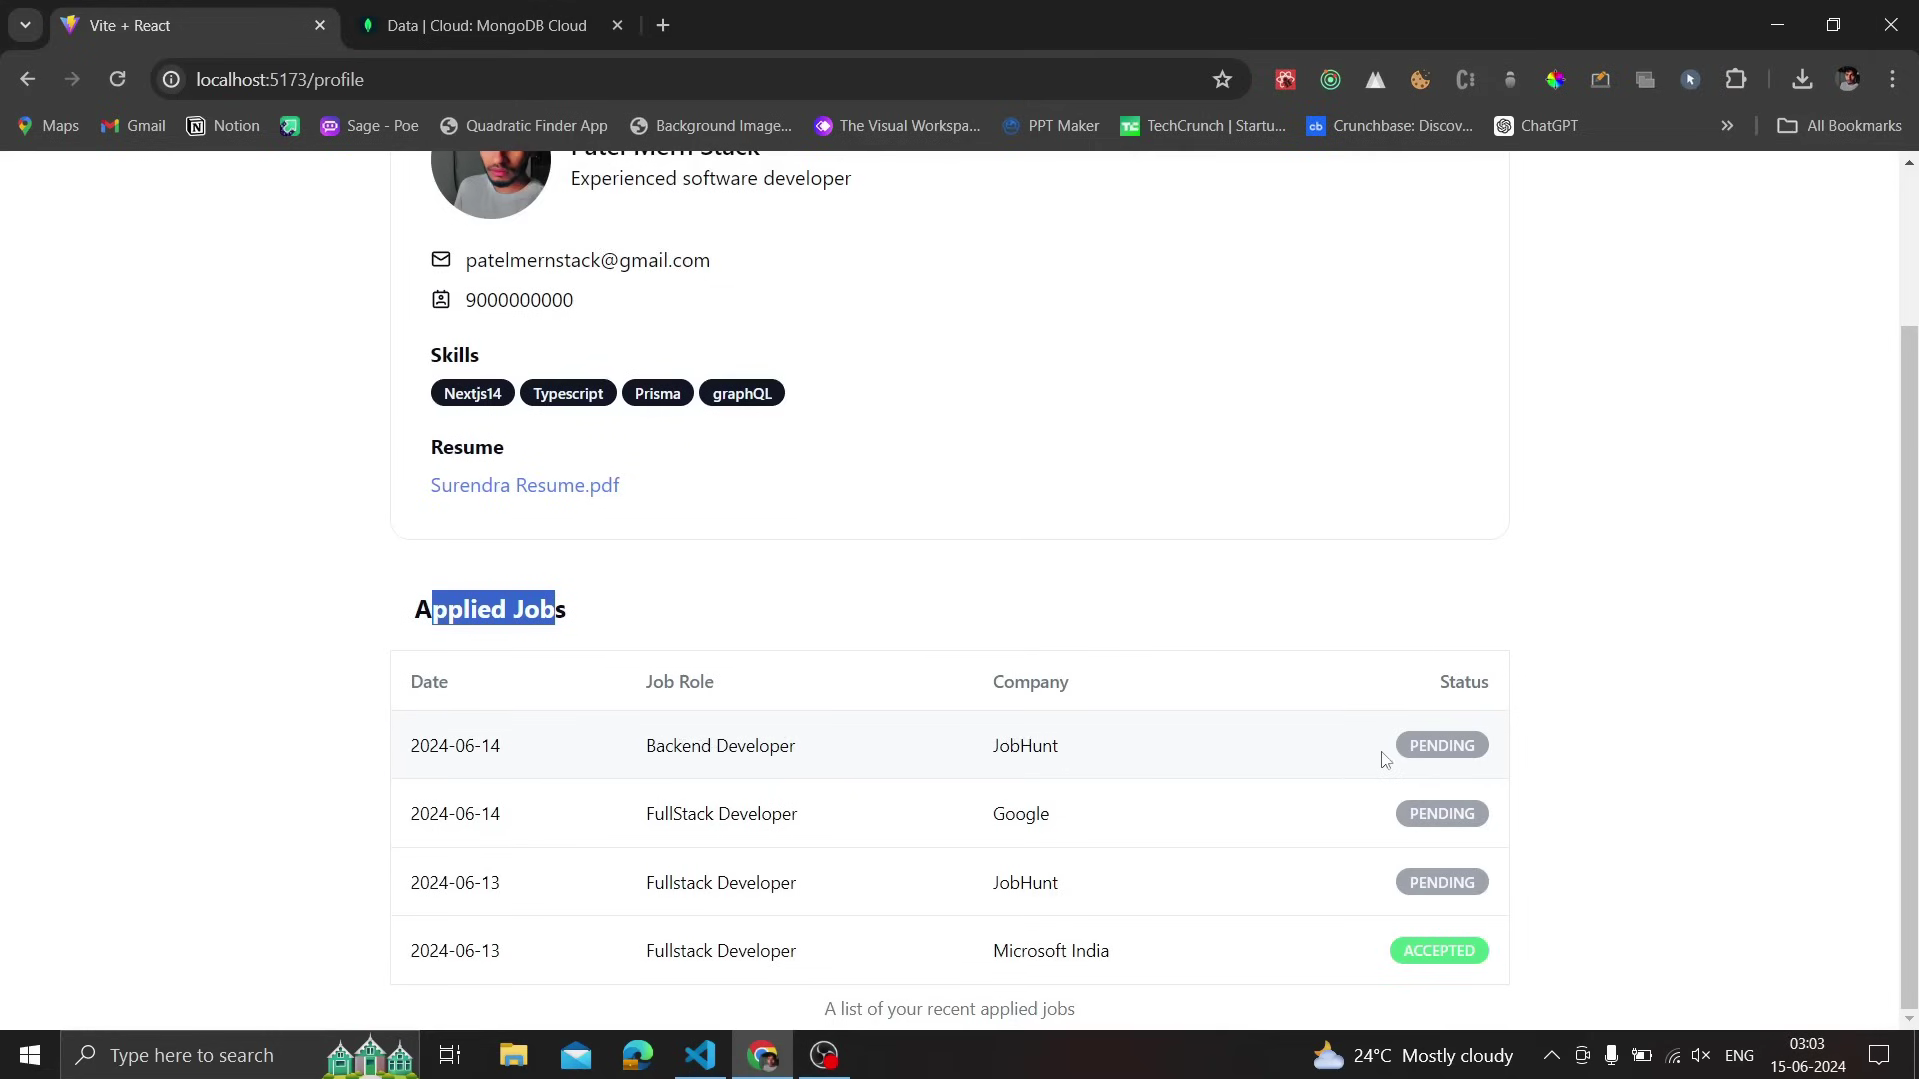 Vite + React
Data | Cloud: MongoDB Cloud
localhost:5173/profile
Maps
Gmail
Notion
Sage - Poe
Quadratic Finder App
Background Image...
The Visual Workspa...
PPT Maker
TechCrunch | Startu...
Crunchbase: Discov...
ChatGPT
All Bookmarks
Patel Mern Stack
Experienced software developer
patelmernstack@gmail.com
9000000000
Skills
Nextjs14 Typescript Prisma graphQL
Resume
Surendra Resume.pdf
Applied Jobs
Date Job Role Company Status
2024-06-14 Backend Developer JobHunt PENDING
2024-06-14 FullStack Developer Google PENDING
2024-06-13 Fullstack Developer JobHunt PENDING
2024-06-13 Fullstack Developer Microsoft India ACCEPTED
A list of your recent applied jobs
Type here to search
24°C Mostly cloudy
ENG
03:03
15-06-2024